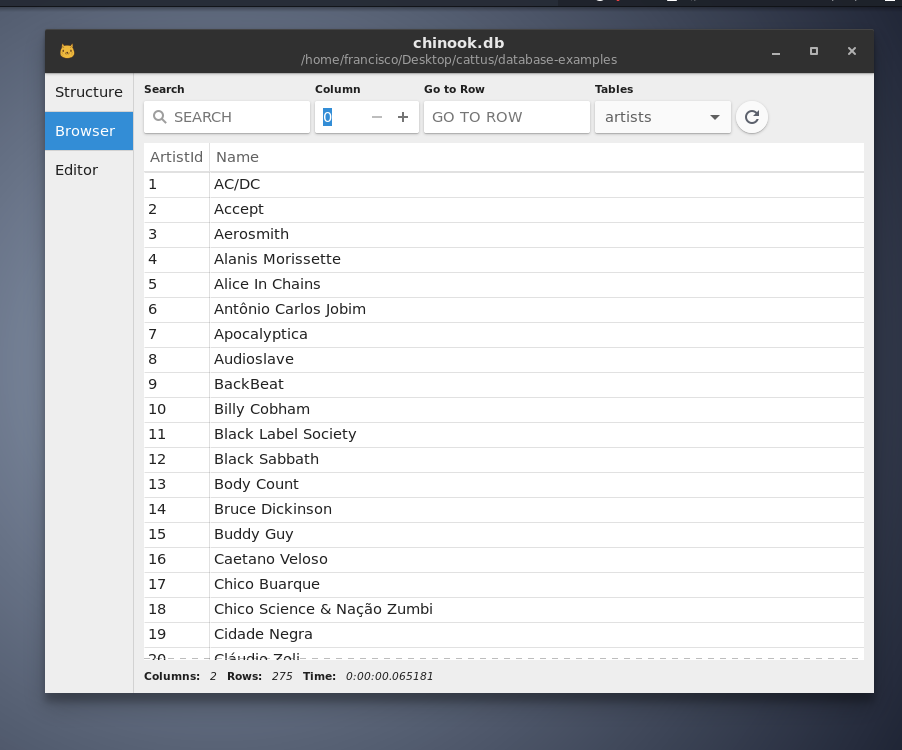 chinook.db
/home/francisco/Desktop/cattus/database-examples
Structure
Browser
Editor
Search Column Go to Row Tables
SEARCH 0 − + GO TO ROW artists
ArtistId Name
1 AC/DC
2 Accept
3 Aerosmith
4 Alanis Morissette
5 Alice In Chains
6 Antônio Carlos Jobim
7 Apocalyptica
8 Audioslave
9 BackBeat
10 Billy Cobham
11 Black Label Society
12 Black Sabbath
13 Body Count
14 Bruce Dickinson
15 Buddy Guy
16 Caetano Veloso
17 Chico Buarque
18 Chico Science & Nação Zumbi
19 Cidade Negra
20 Cláudio Zoli
Columns: 2 Rows: 275 Time: 0:00:00.065181